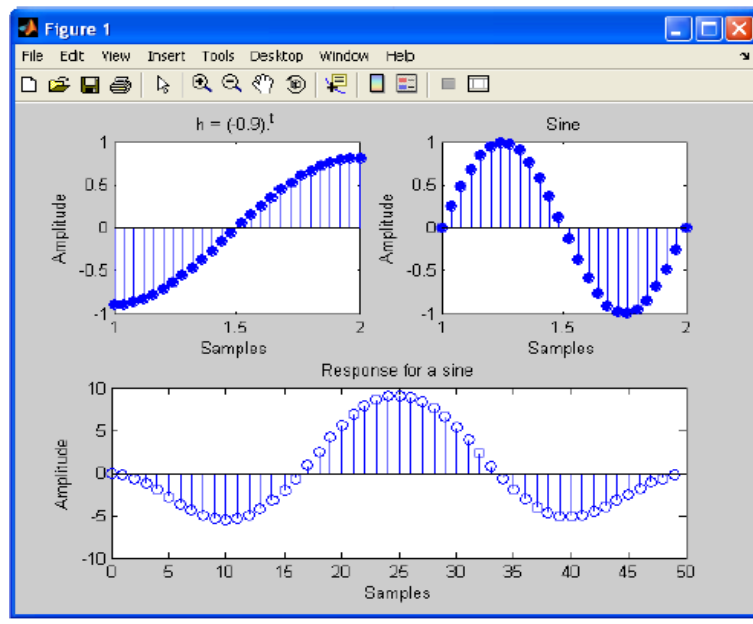 Figure 1
File Edit View Insert Tools Desktop Window Help
h = (-0.9).^t
Amplitude
1
0.5
0
-0.5
-1
1 1.5 2
Samples
Sine
Amplitude
1
0.5
0
-0.5
-1
1 1.5 2
Samples
Response for a sine
Amplitude
10
5
0
-5
-10
0 5 10 15 20 25 30 35 40 45 50
Samples